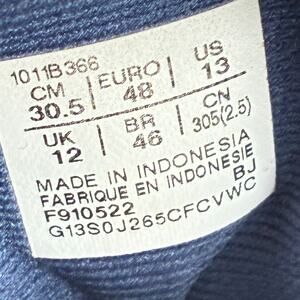 1011B366
CM EURO US
30.5 48 13
UK BR CN
12 46 305(2.5)
MADE IN INDONESIA
FABRIQUE EN INDONESIE
F910522 BJ
G13S0J265CFCVWC